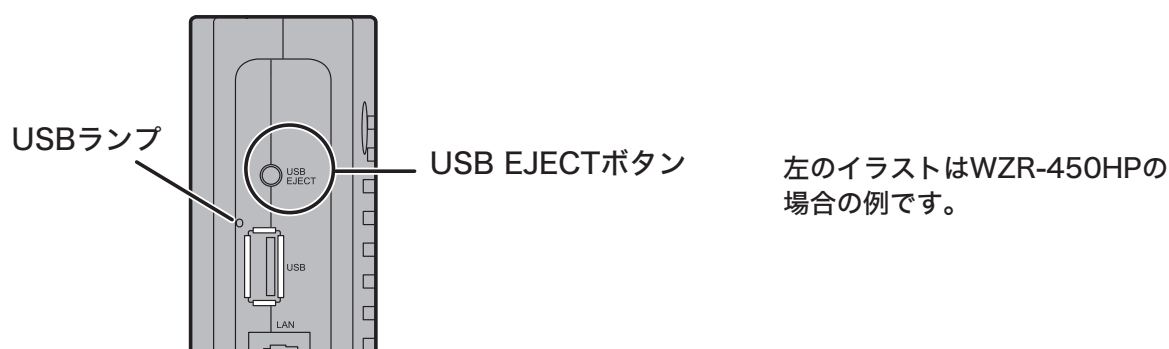 USBランプ
USB EJECTボタン
左のイラストはWZR-450HPの
場合の例です。
USB
EJECT
USB
LAN